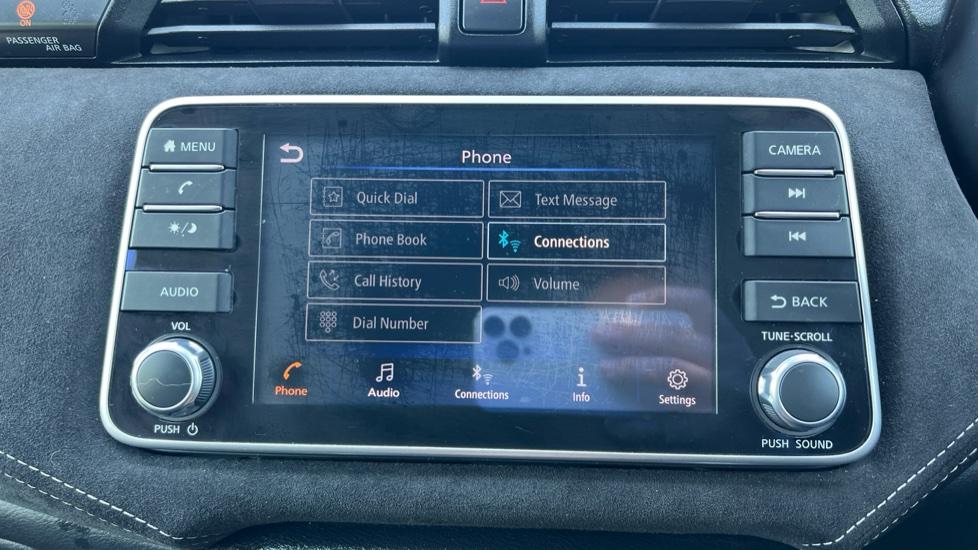 ON
PASSENGER
AIR BAG
MENU
AUDIO
VOL
PUSH
Phone
Quick Dial
Text Message
Phone Book
Connections
Call History
Volume
Dial Number
Phone
Audio
Connections
Info
Settings
CAMERA
BACK
TUNE·SCROLL
PUSH SOUND